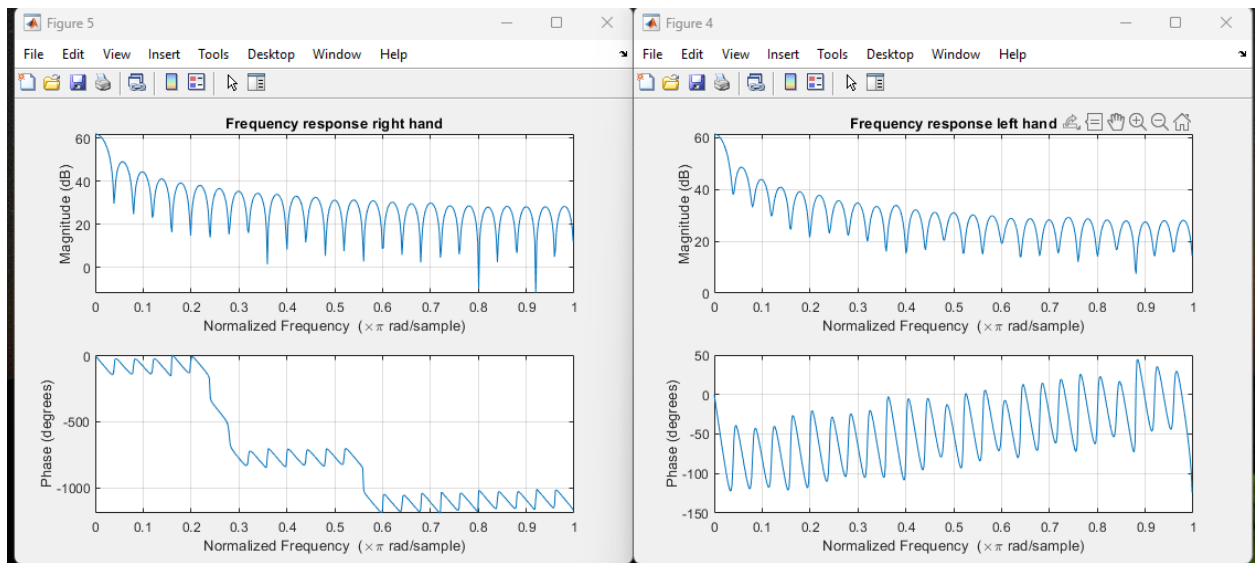 Figure 5
File Edit View Insert Tools Desktop Window Help
Frequency response right hand
Magnitude (dB)
60
40
20
0
0 0.1 0.2 0.3 0.4 0.5 0.6 0.7 0.8 0.9 1
Normalized Frequency (×π rad/sample)
Phase (degrees)
0
-500
-1000
0 0.1 0.2 0.3 0.4 0.5 0.6 0.7 0.8 0.9 1
Normalized Frequency (×π rad/sample)
Figure 4
File Edit View Insert Tools Desktop Window Help
Frequency response left hand
Magnitude (dB)
60
40
20
0
0 0.1 0.2 0.3 0.4 0.5 0.6 0.7 0.8 0.9 1
Normalized Frequency (×π rad/sample)
Phase (degrees)
50
0
-50
-100
-150
0 0.1 0.2 0.3 0.4 0.5 0.6 0.7 0.8 0.9 1
Normalized Frequency (×π rad/sample)